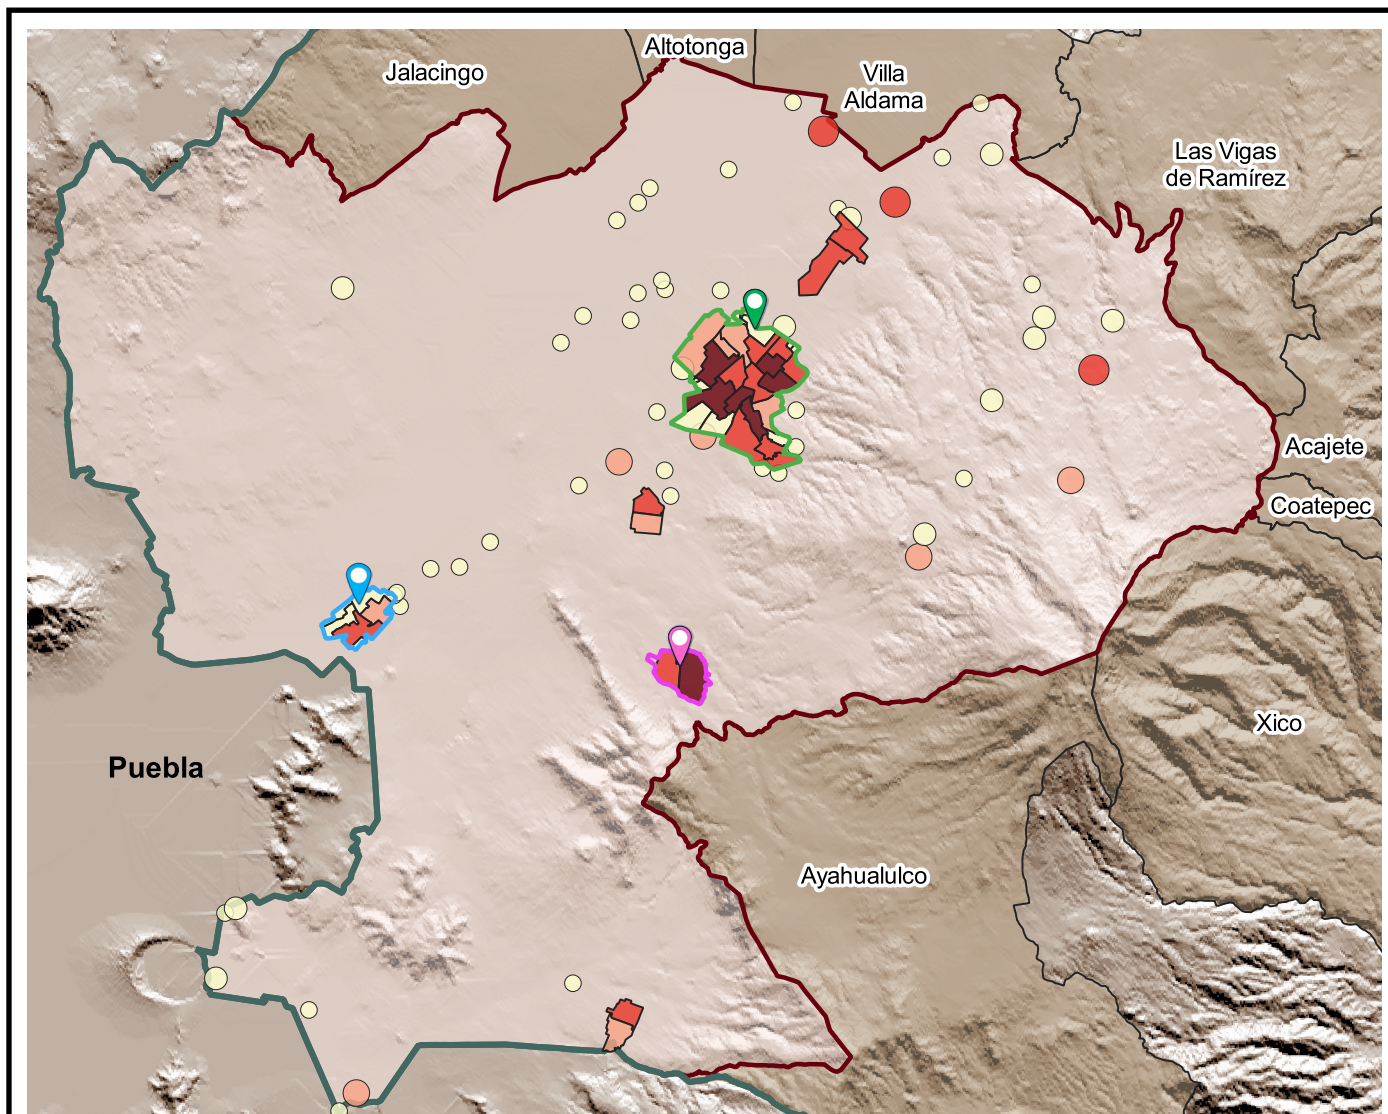 Altotonga
Jalacingo
Villa
Aldama
Las Vigas
de Ramírez
Acajete
Coatepec
Xico
Puebla
Ayahualulco